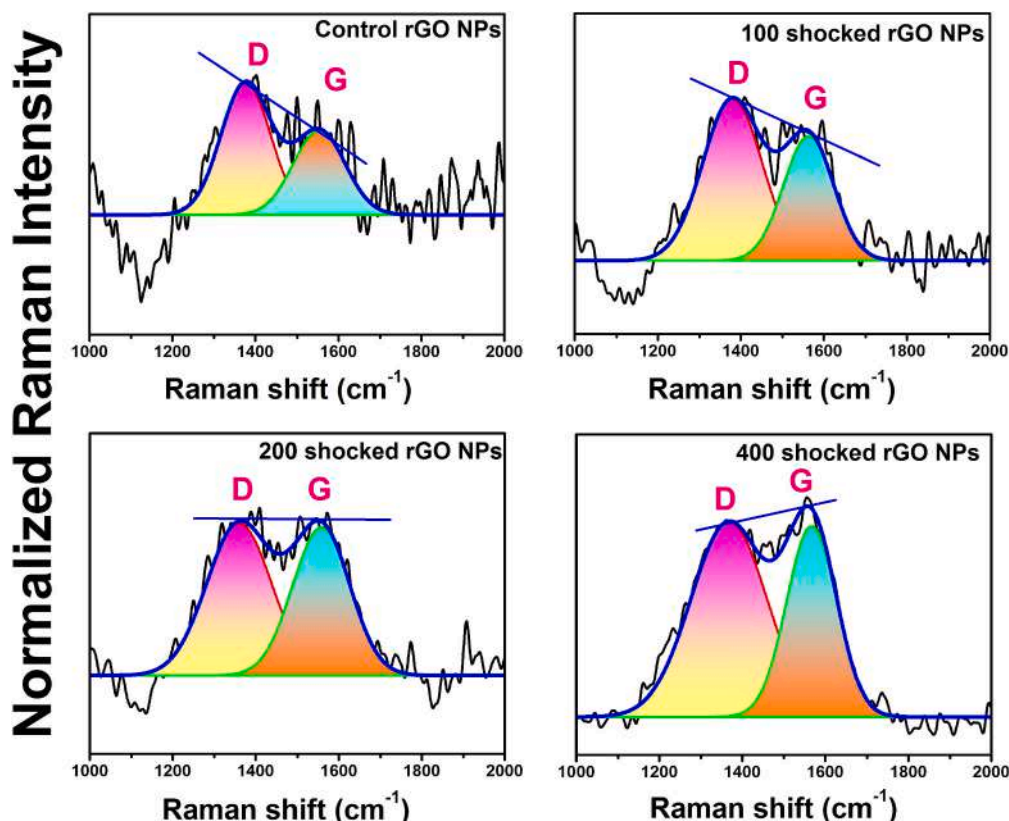 Normalized Raman Intensity
Control rGO NPs
D
G
1000 1200 1400 1600 1800 2000
Raman shift (cm⁻¹)
100 shocked rGO NPs
D
G
1000 1200 1400 1600 1800 2000
Raman shift (cm⁻¹)
200 shocked rGO NPs
D
G
1000 1200 1400 1600 1800 2000
Raman shift (cm⁻¹)
400 shocked rGO NPs
G
D
1000 1200 1400 1600 1800 2000
Raman shift (cm⁻¹)